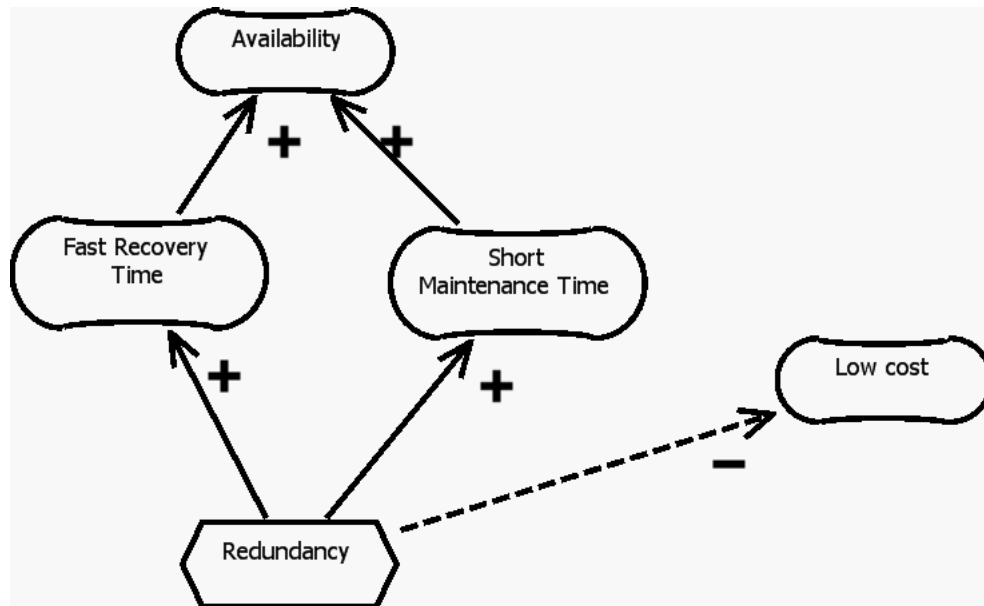 Availability
+
+
Fast Recovery
Time
Short
Maintenance Time
Low cost
+
+
−
Redundancy